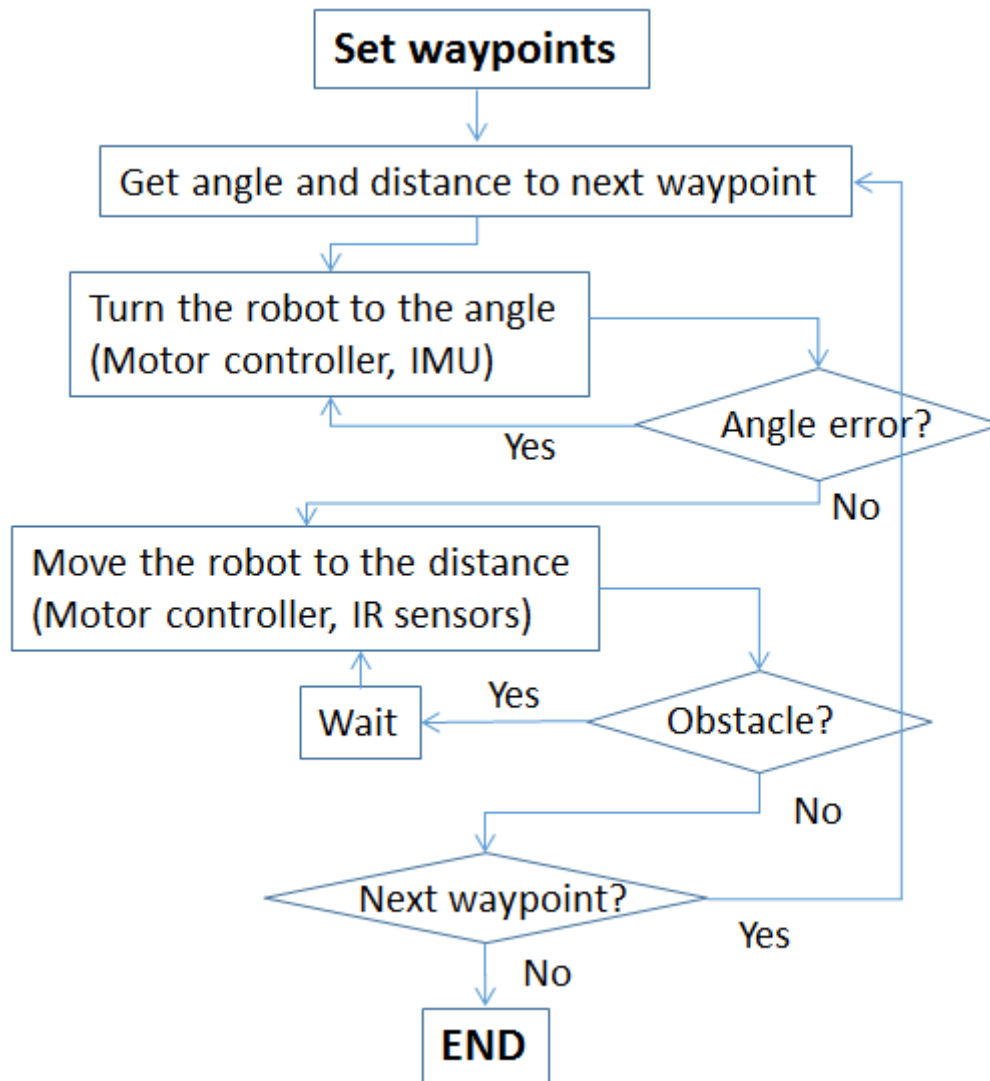 Set waypoints
Get angle and distance to next waypoint
Turn the robot to the angle
(Motor controller, IMU)
Angle error?
Yes
No
Move the robot to the distance
(Motor controller, IR sensors)
Yes
Wait
Obstacle?
No
Next waypoint?
Yes
No
END